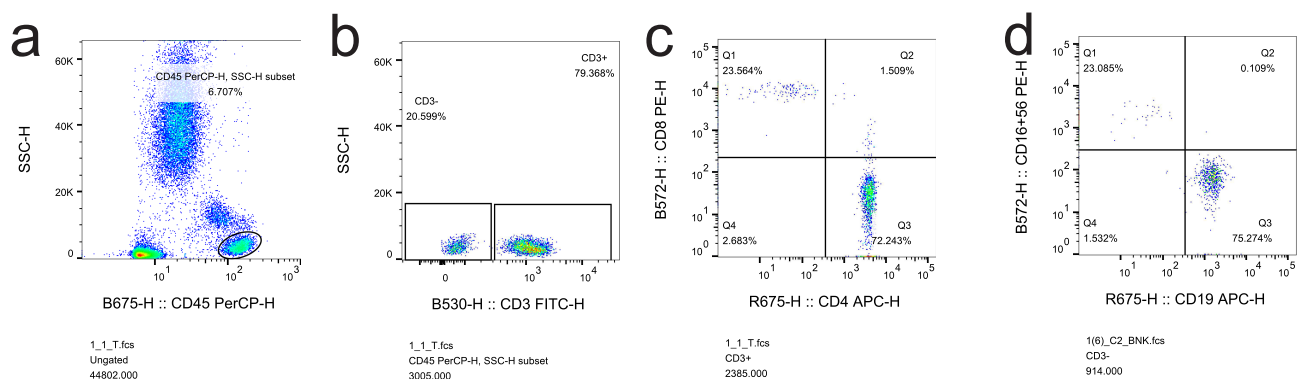 a
60K
40K
20K
0
SSC-H
CD45 PerCP-H, SSC-H subset
6.707%
10
10²
10³
B675-H :: CD45 PerCP-H
1_1_T.fcs
Ungated
44802.000
b
60K
40K
20K
0
SSC-H
CD3+
79.368%
CD3-
20.599%
0
10³
10⁴
B530-H :: CD3 FITC-H
1_1_T.fcs
CD45 PerCP-H, SSC-H subset
3005.000
c
10⁵
10⁴
10³
10²
10¹
0
B572-H :: CD8 PE-H
Q1
23.564%
Q2
1.509%
Q4
2.683%
Q3
72.243%
10¹
10²
10³
10⁴
10⁵
R675-H :: CD4 APC-H
1_1_T.fcs
CD3+
2385.000
d
10⁵
10⁴
10³
10²
10¹
0
B572-H :: CD16+56 PE-H
Q1
23.085%
Q2
0.109%
Q4
1.532%
Q3
75.274%
10¹
10²
10³
10⁴
10⁵
R675-H :: CD19 APC-H
1(6)_C2_BNK.fcs
CD3-
914.000